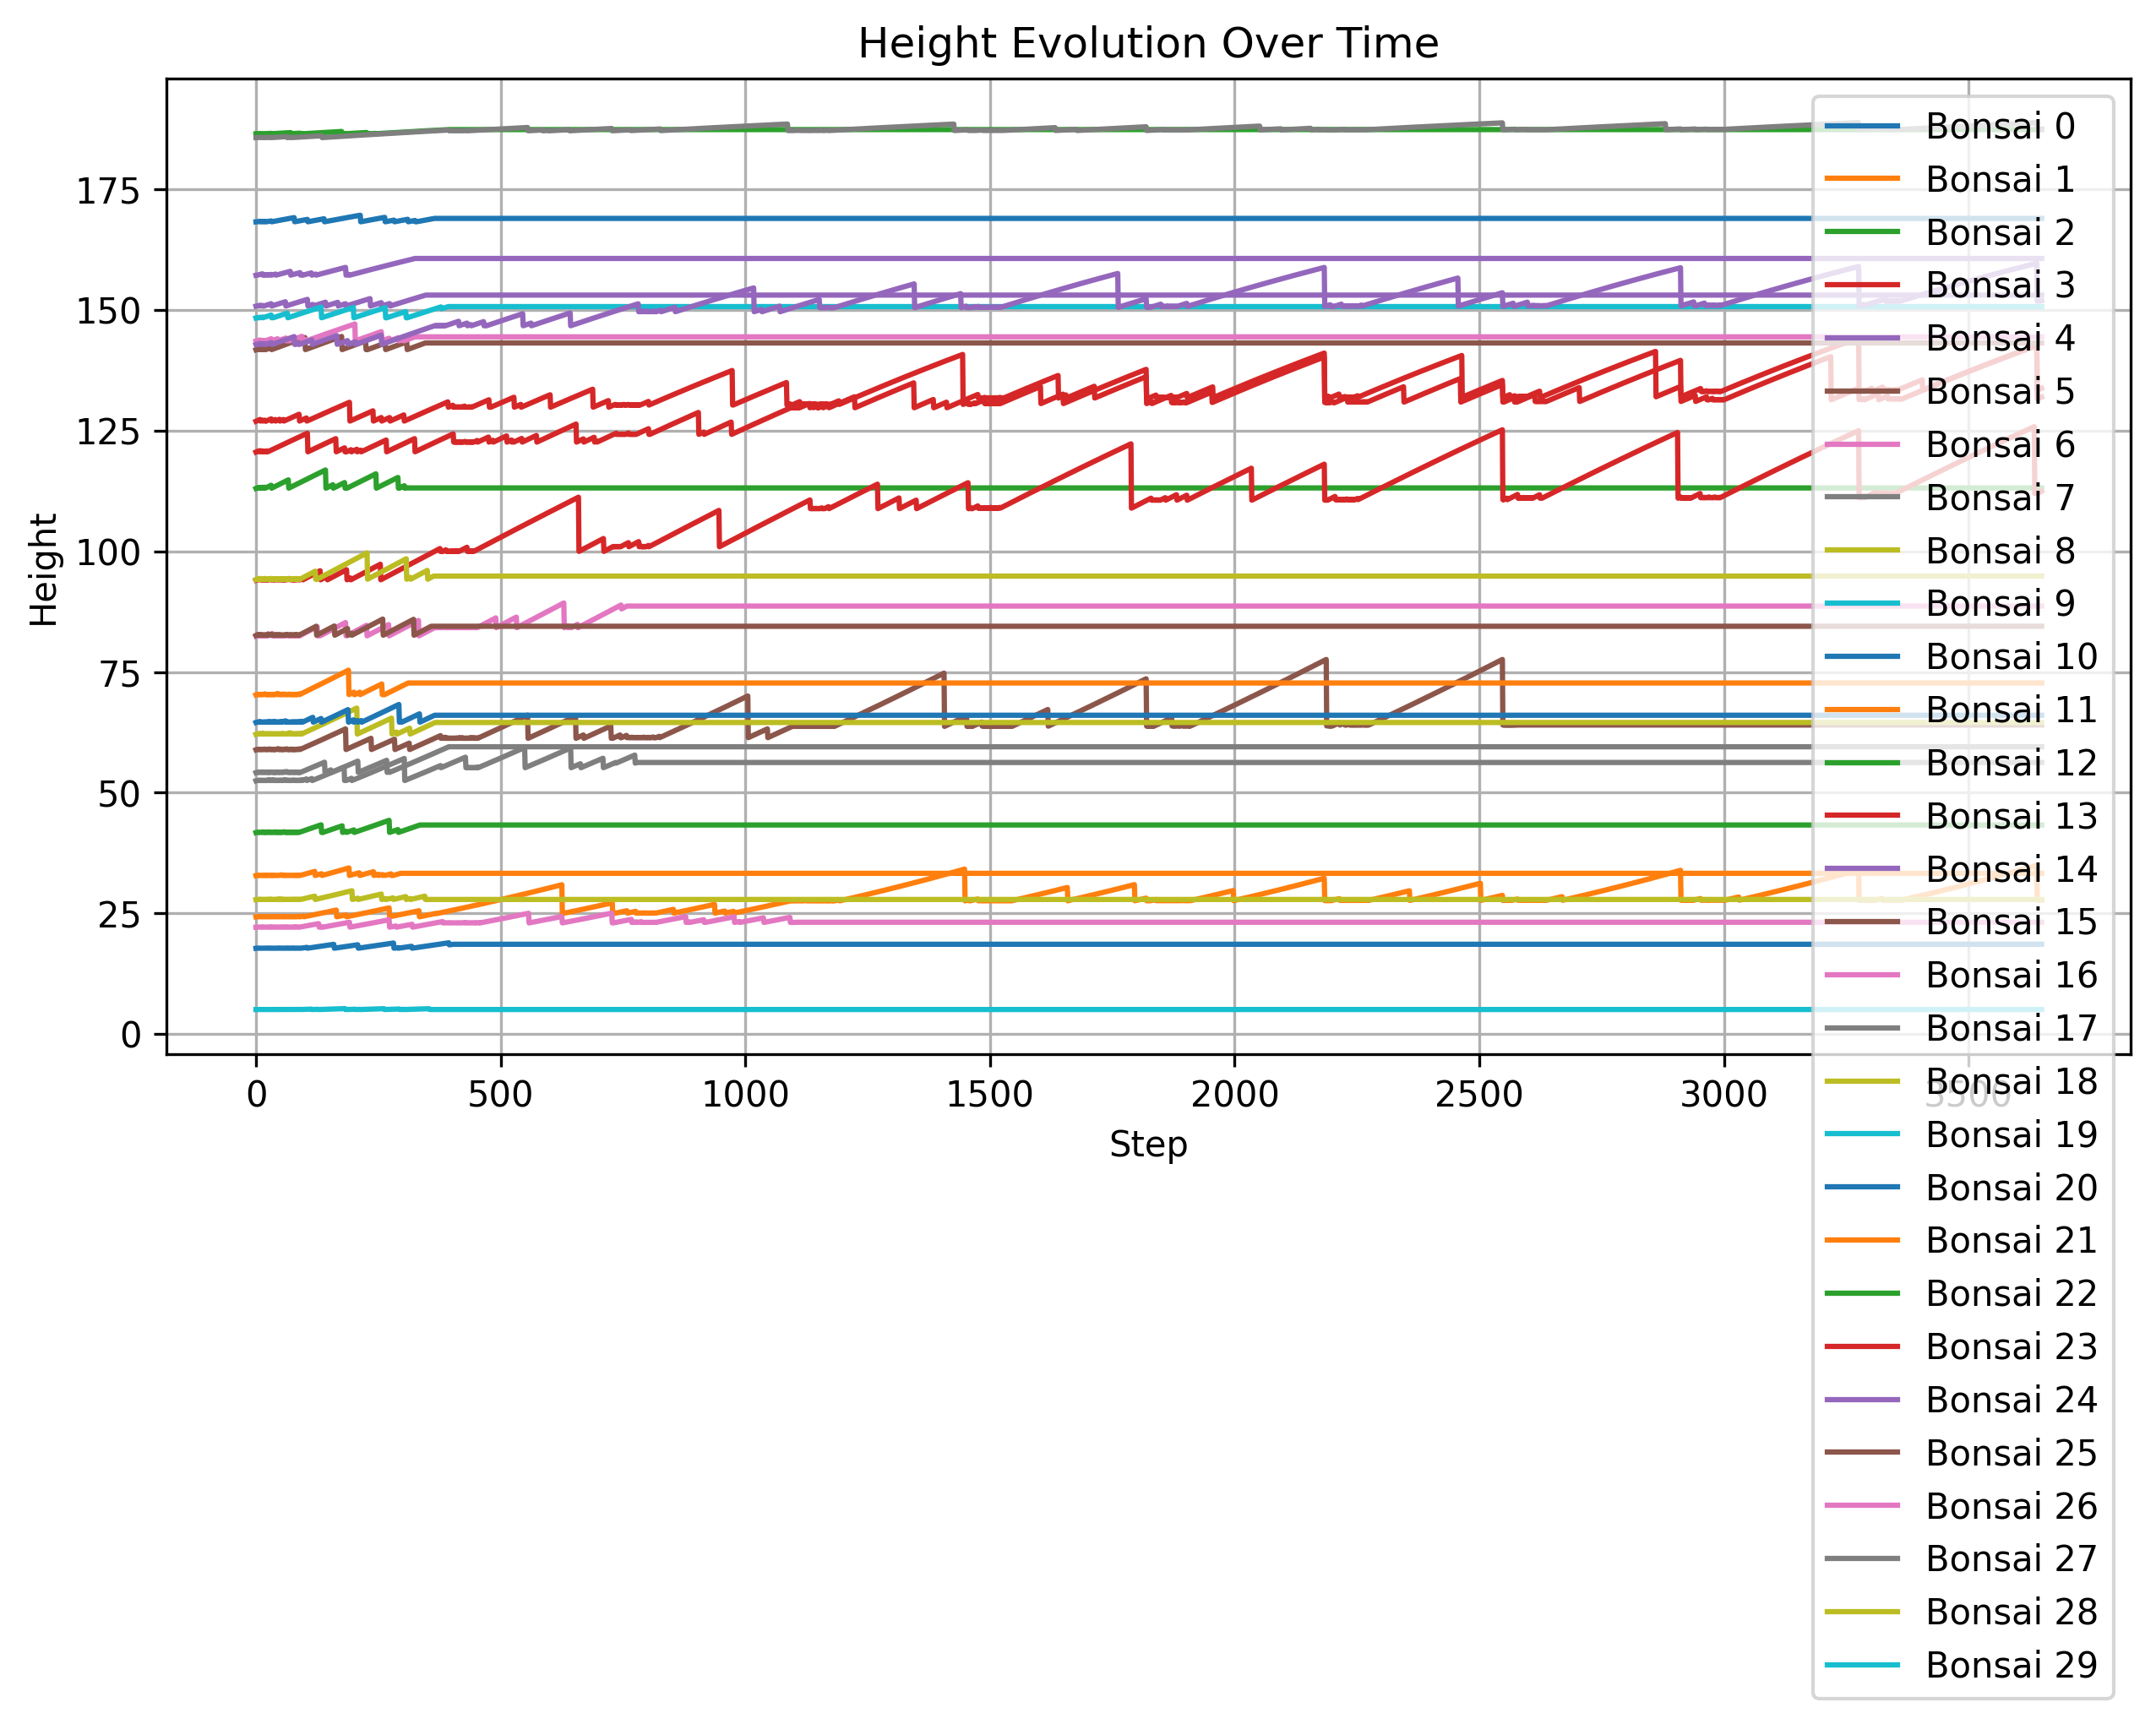 Height Evolution Over Time
Height
175
150
125
100
75
50
25
0
0 500 1000 1500 2000 2500 3000 3500
Step
Bonsai 0
Bonsai 1
Bonsai 2
Bonsai 3
Bonsai 4
Bonsai 5
Bonsai 6
Bonsai 7
Bonsai 8
Bonsai 9
Bonsai 10
Bonsai 11
Bonsai 12
Bonsai 13
Bonsai 14
Bonsai 15
Bonsai 16
Bonsai 17
Bonsai 18
Bonsai 19
Bonsai 20
Bonsai 21
Bonsai 22
Bonsai 23
Bonsai 24
Bonsai 25
Bonsai 26
Bonsai 27
Bonsai 28
Bonsai 29